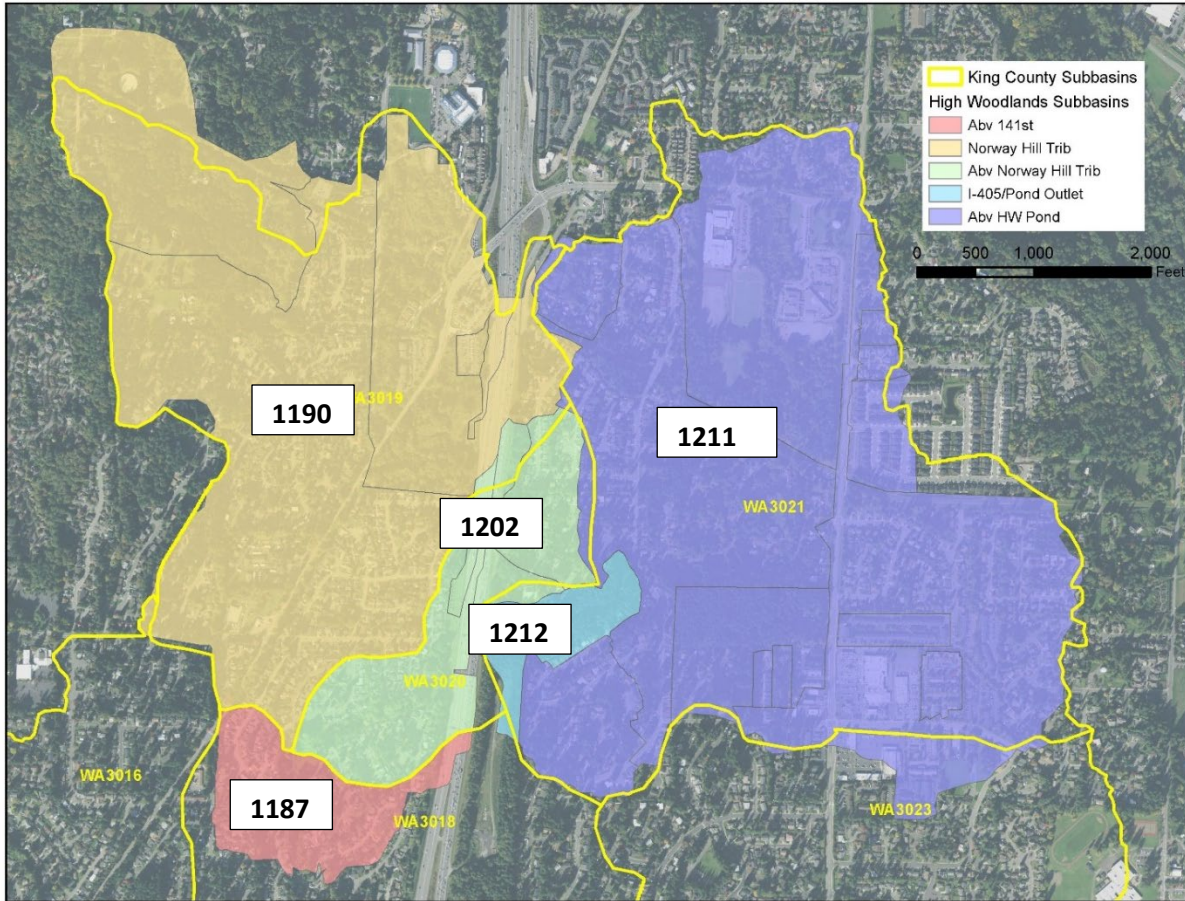 King County Subbasins
High Woodlands Subbasins
Abv 141st
Norway Hill Trib
Abv Norway Hill Trib
I-405/Pond Outlet
Abv HW Pond
0 500 1,000 2,000
Feet
1190
A3019
1211
WA3021
1202
1212
WA3020
WA3016
1187
WA3018
WA3023